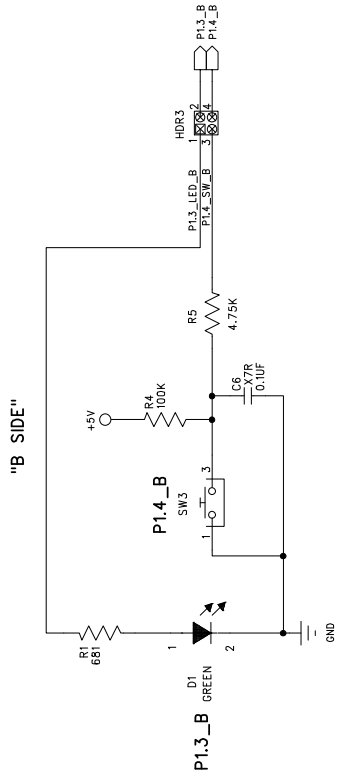 "B SIDE"
P1.3_B
P1.4_B
HDR3
1 2
3 4
P1.3_LED_B
P1.4_SW_B
R5
4.75K
+5V
R4
100K
C6
X7R
0.1UF
P1.4_B
SW3
1
3
R1
681
1
2
D1
GREEN
P1.3_B
GND